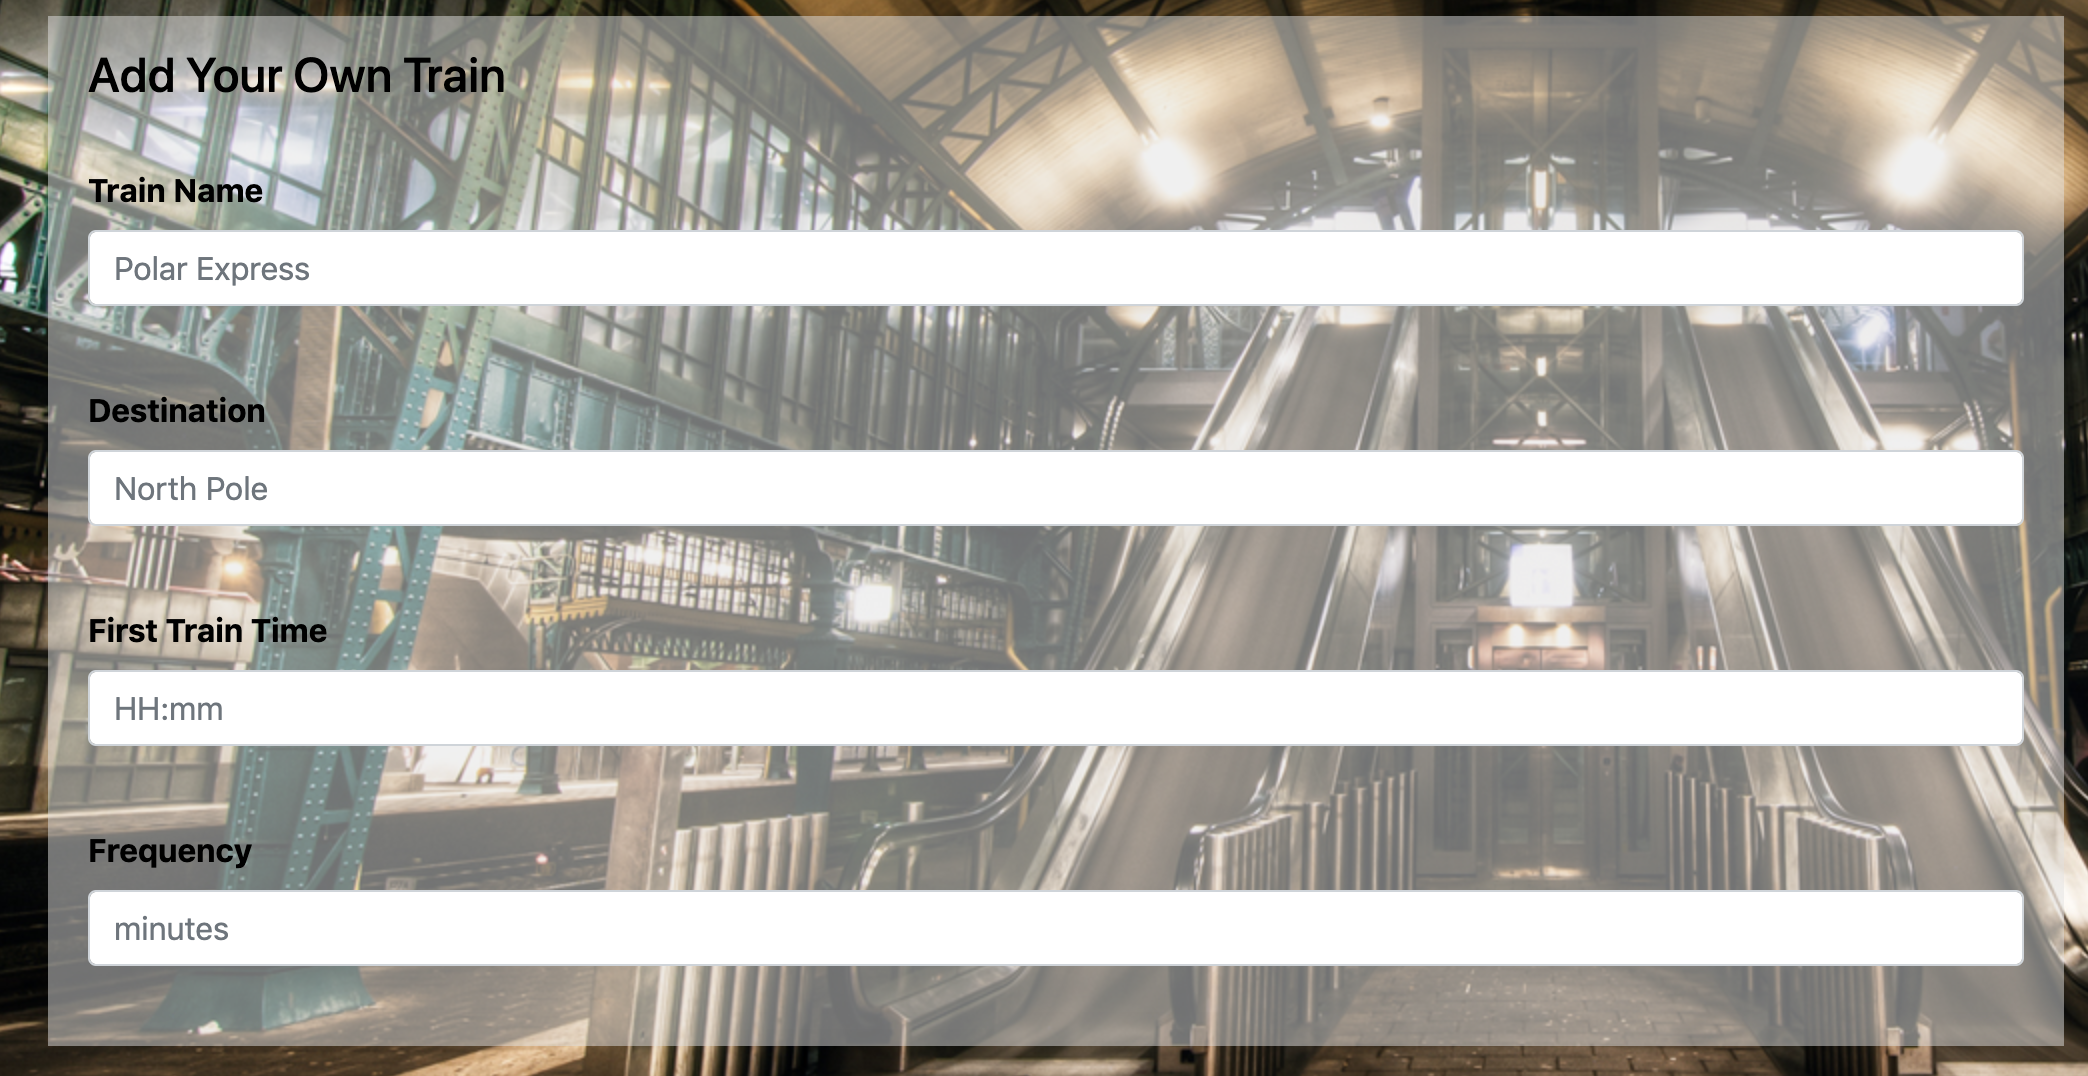 Add Your Own Train
Train Name
Polar Express
Destination
North Pole
First Train Time
HH:mm
Frequency
minutes